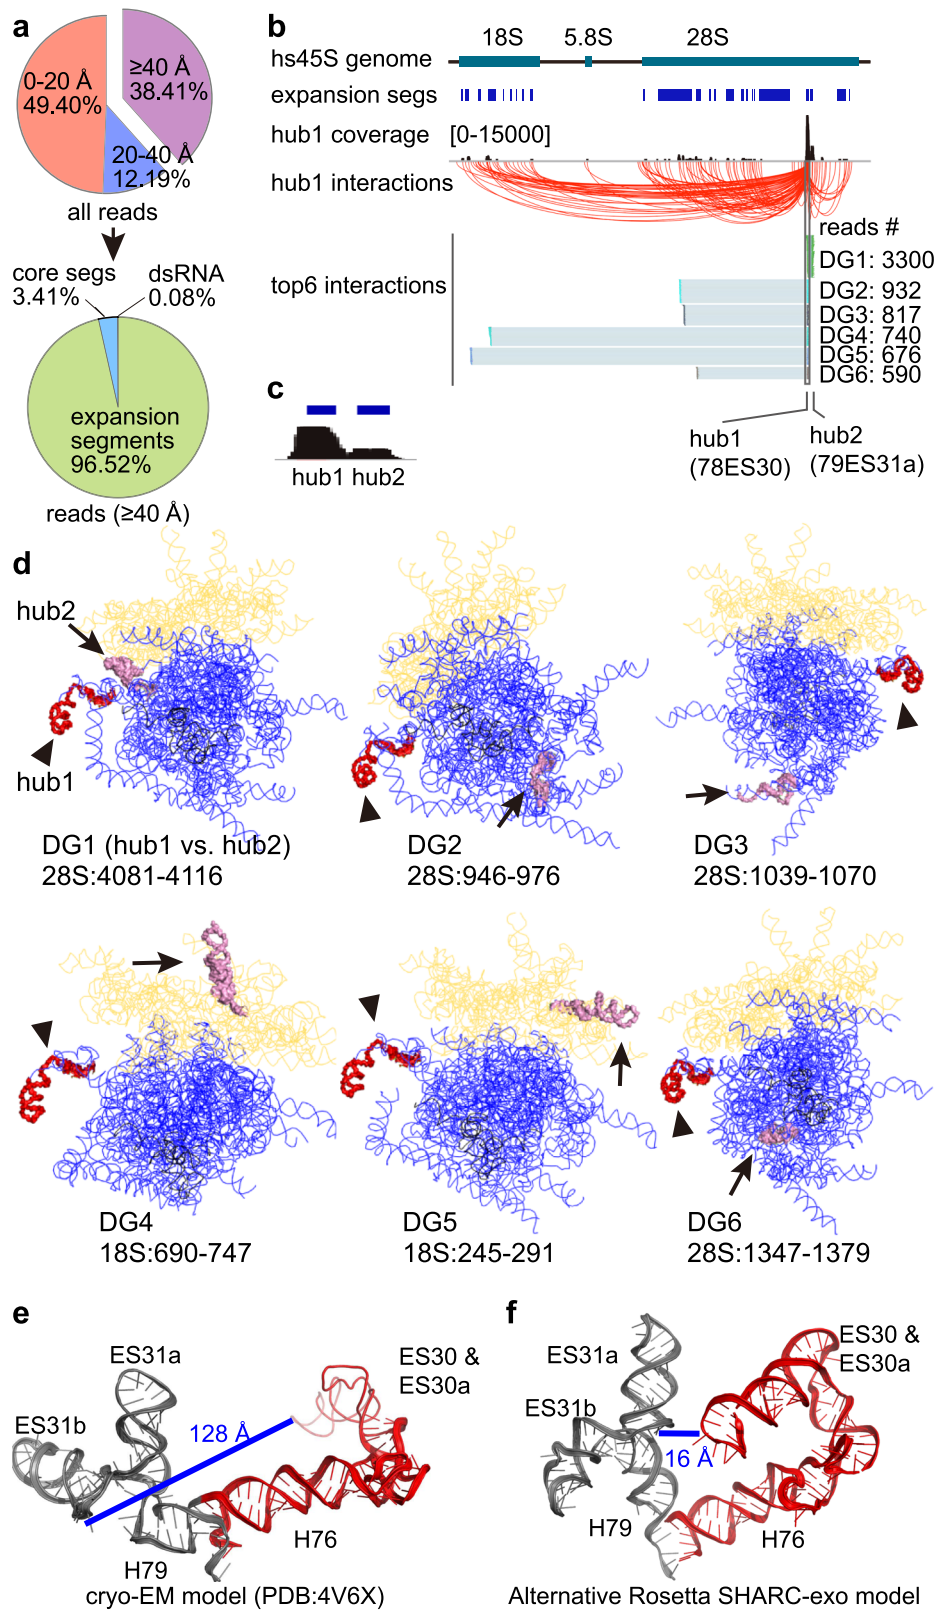 a
0-20 Å
49.40%
≥40 Å
38.41%
20-40 Å
12.19%
all reads
core segs
3.41%
dsRNA
0.08%
expansion
segments
96.52%
reads (≥40 Å)
b
18S 5.8S 28S
hs45S genome
expansion segs
hub1 coverage [0-15000]
hub1 interactions
reads #
top6 interactions
DG1: 3300
DG2: 932
DG3: 817
DG4: 740
DG5: 676
DG6: 590
hub1
(78ES30)
hub2
(79ES31a)
c
hub1 hub2
d
hub2
hub1
DG1 (hub1 vs. hub2)
28S:4081-4116
DG2
28S:946-976
DG3
28S:1039-1070
DG4
18S:690-747
DG5
18S:245-291
DG6
28S:1347-1379
e
ES31a
ES31b
ES30 &
ES30a
128 Å
H79
H76
cryo-EM model (PDB:4V6X)
f
ES31a
ES31b
ES30 &
ES30a
16 Å
H79
H76
Alternative Rosetta SHARC-exo model